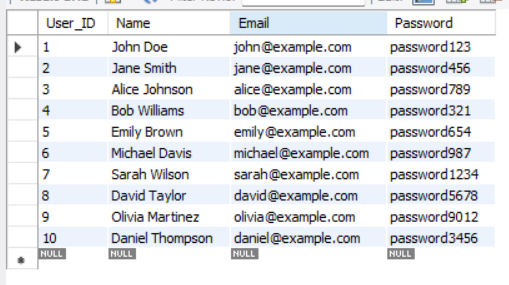 User_ID Name Email Password
1 John Doe john@example.com password123
2 Jane Smith jane@example.com password456
3 Alice Johnson alice@example.com password789
4 Bob Williams bob@example.com password321
5 Emily Brown emily@example.com password654
6 Michael Davis michael@example.com password987
7 Sarah Wilson sarah@example.com password1234
8 David Taylor david@example.com password5678
9 Olivia Martinez olivia@example.com password9012
10 Daniel Thompson daniel@example.com password3456
NULL NULL NULL NULL